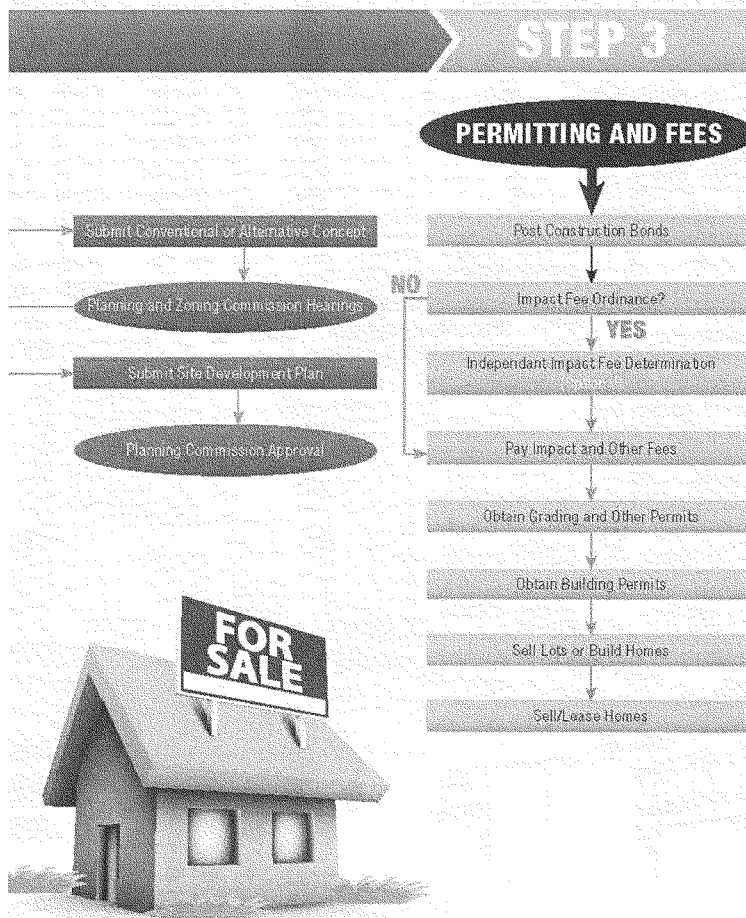 STEP 3
PERMITTING AND FEES
Submit Conventional or Alternative Concept
Planning and Zoning Commission Hearings
Submit Site Development Plan
Planning Commission Approval
Post Construction Bonds
NO
Impact Fee Ordinance?
YES
Independant Impact Fee Determination
Pay Impact and Other Fees
Obtain Grading and Other Permits
Obtain Building Permits
Sell Lots or Build Homes
Sell/Lease Homes
FOR
SALE